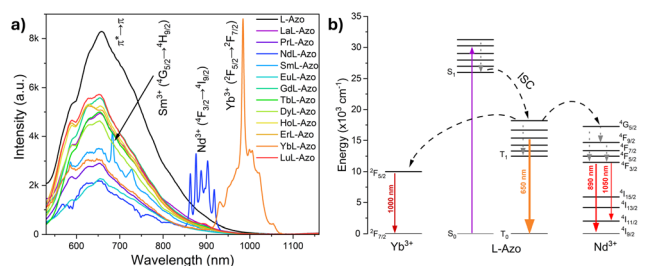 a)
Intensity (a.u.)
8k
6k
4k
2k
0
600
700
800
900
1000
1100
Wavelength (nm)
π*→π
Sm³⁺ (⁴G₅/₂→⁴H₉/₂)
Nd³⁺ (⁴F₃/₂→⁴I₉/₂)
Yb³⁺ (²F₅/₂→²F₇/₂)
L-Azo
LaL-Azo
PrL-Azo
NdL-Azo
SmL-Azo
EuL-Azo
GdL-Azo
TbL-Azo
DyL-Azo
HoL-Azo
ErL-Azo
YbL-Azo
LuL-Azo
b)
Energy (x10³ cm⁻¹)
35
30
25
20
15
10
5
0
²F₅/₂
1000 nm
²F₇/₂
Yb³⁺
S₁
S₀
ISC
T₁
650 nm
T₀
L-Azo
⁴G₅/₂
⁴F₉/₂
⁴F₇/₂
⁴F₅/₂
⁴F₃/₂
890 nm
1050 nm
⁴I₁₅/₂
⁴I₁₃/₂
⁴I₁₁/₂
⁴I₉/₂
Nd³⁺